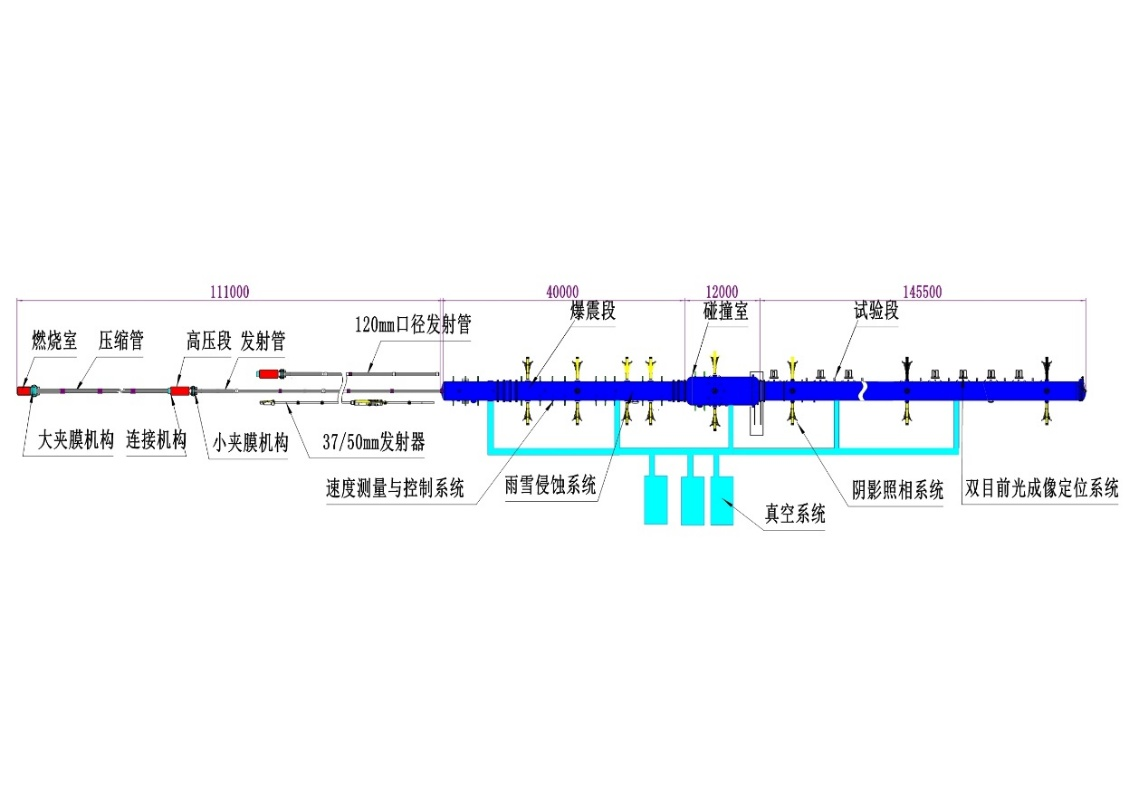 111000
40000
12000
145500
燃烧室
压缩管
高压段
发射管
120mm口径发射管
爆震段
碰撞室
试验段
大夹膜机构
连接机构
小夹膜机构
37/50mm发射器
速度测量与控制系统
雨雪侵蚀系统
真空系统
阴影照相系统
双目前光成像定位系统